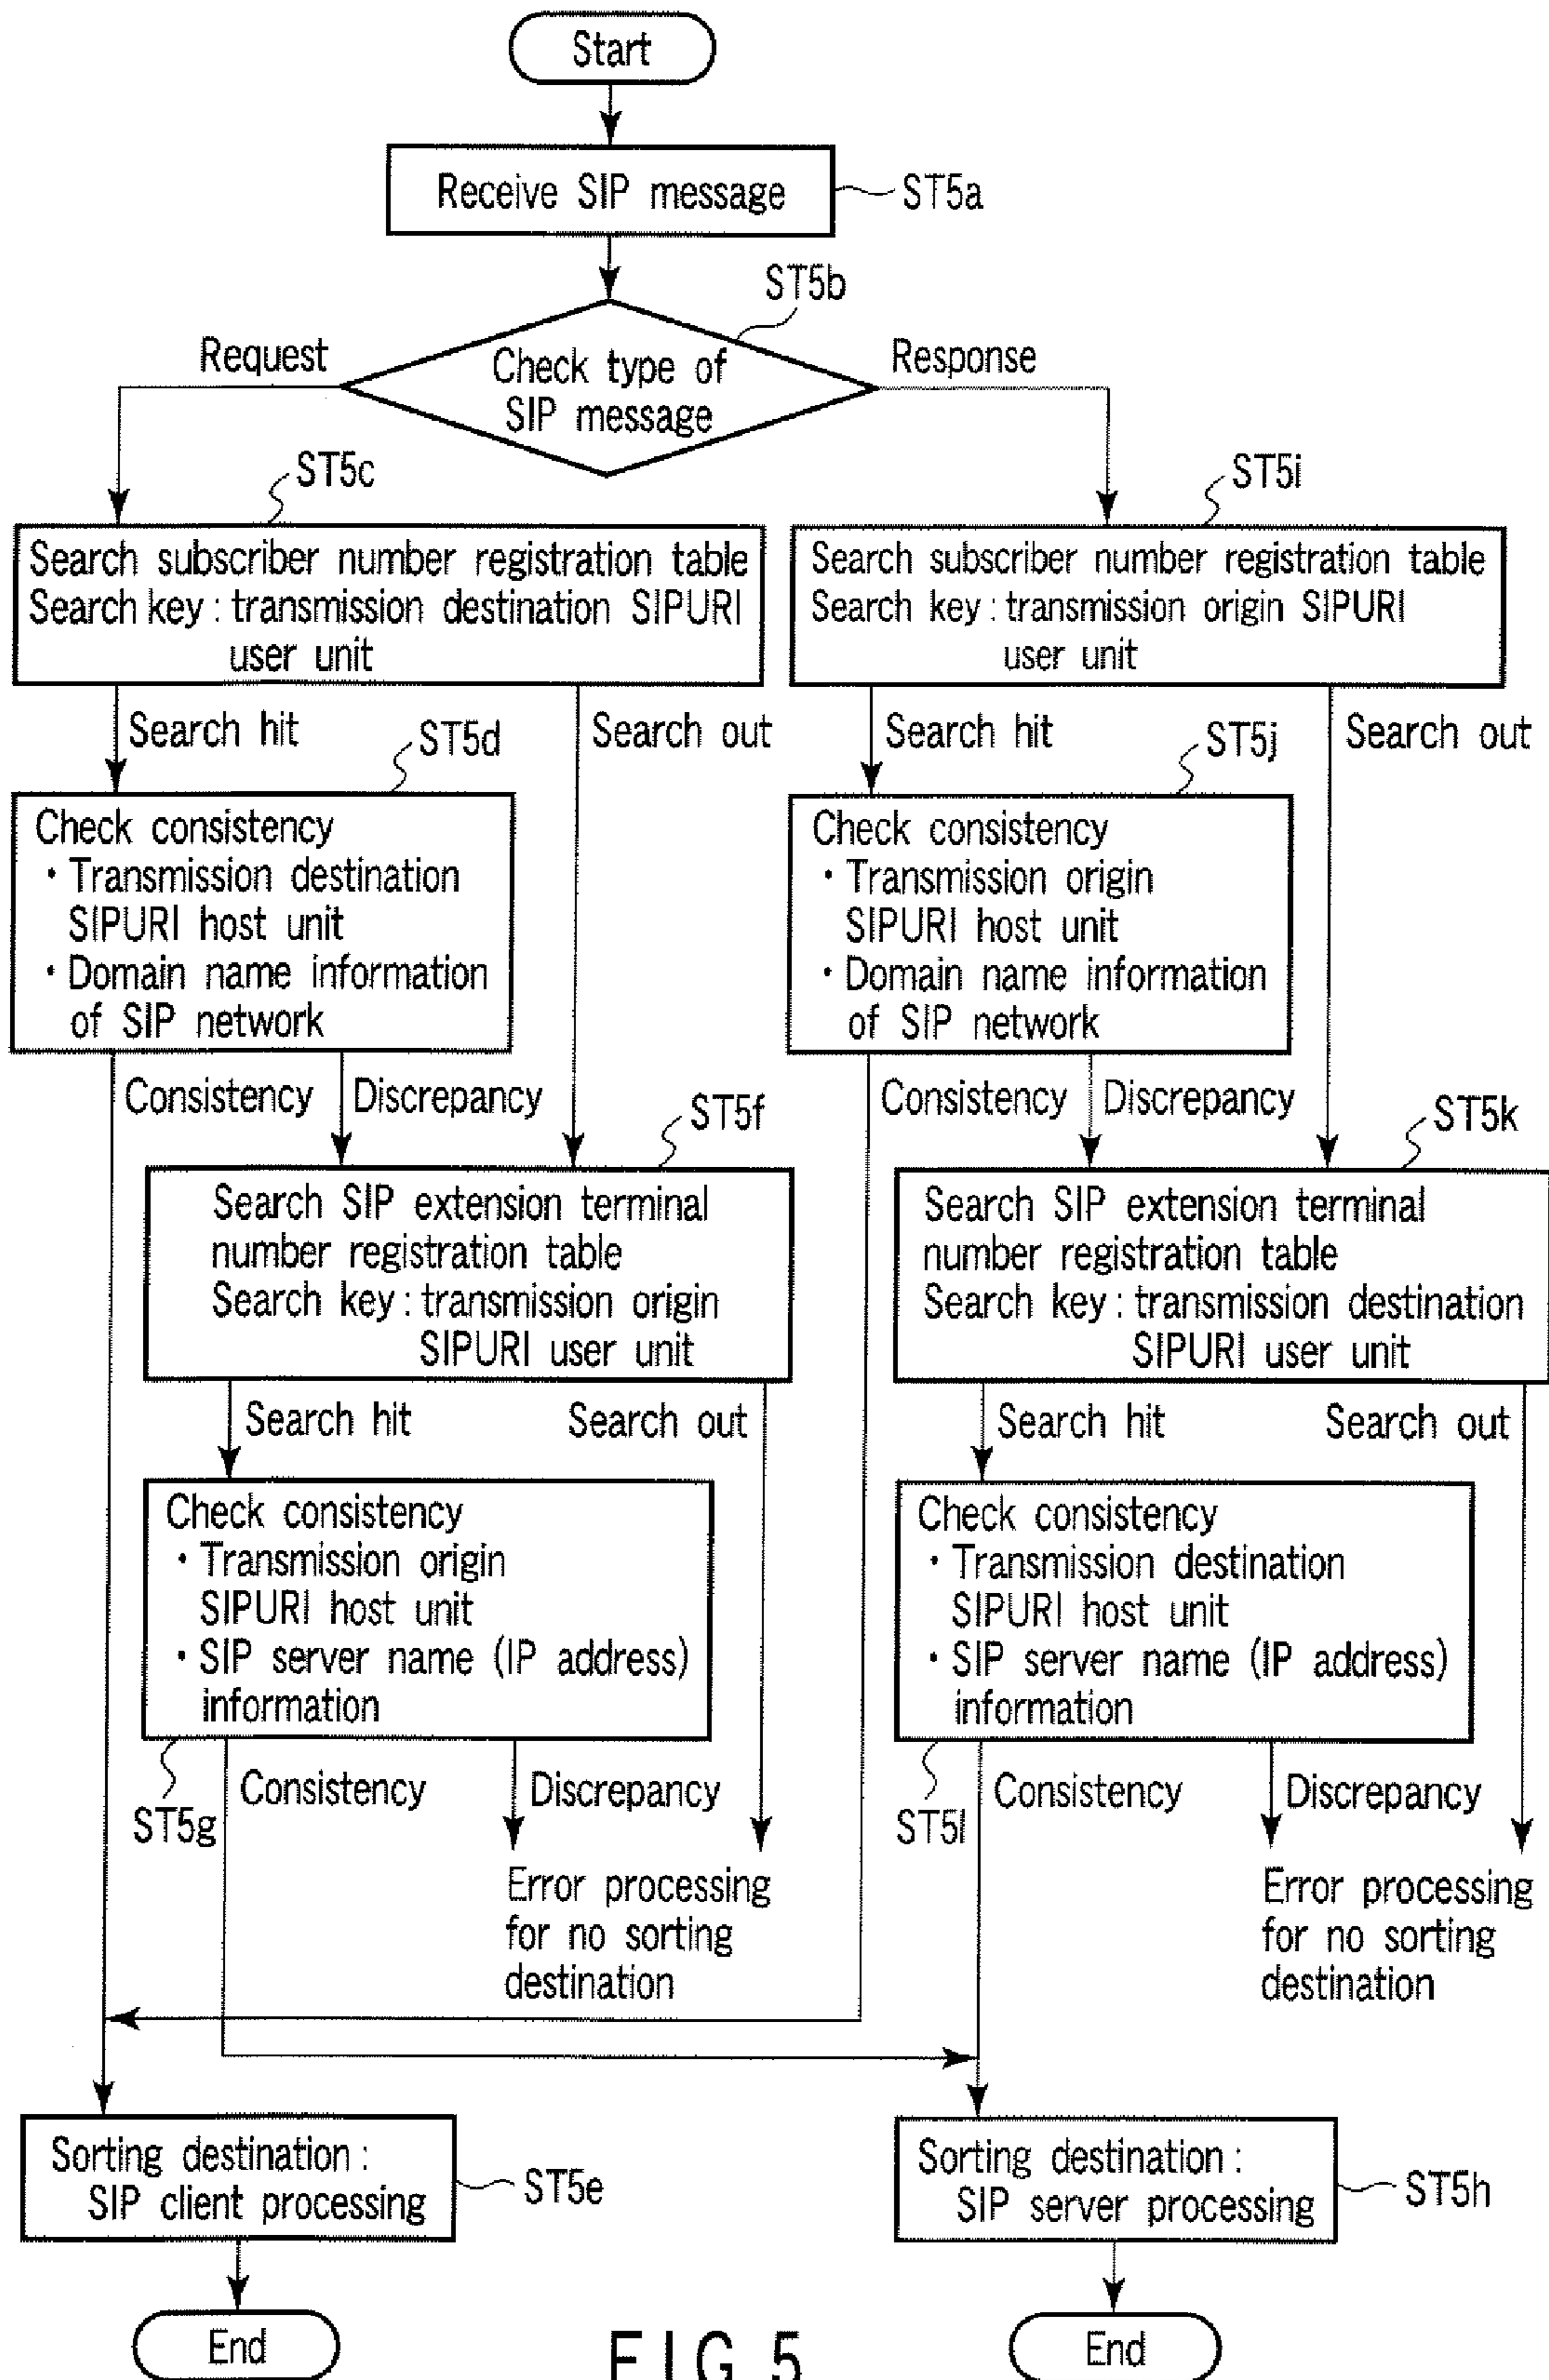 Start
Receive SIP message
ST5a
ST5b
Request
Check type of
SIP message
Response
ST5c
ST5i
Search subscriber number registration table
Search key : transmission destination SIPURI
user unit
Search subscriber number registration table
Search key : transmission origin SIPURI
user unit
Search hit
ST5d
Search out
Search hit
ST5j
Search out
Check consistency
・Transmission destination
SIPURI host unit
・Domain name information
of SIP network
Check consistency
・Transmission origin
SIPURI host unit
・Domain name information
of SIP network
Consistency
Discrepancy
ST5f
Consistency
Discrepancy
ST5k
Search SIP extension terminal
number registration table
Search key : transmission origin
SIPURI user unit
Search SIP extension terminal
number registration table
Search key : transmission destination
SIPURI user unit
Search hit
Search out
Search hit
Search out
Check consistency
・Transmission origin
SIPURI host unit
・SIP server name (IP address)
information
Check consistency
・Transmission destination
SIPURI host unit
・SIP server name (IP address)
information
ST5g
Consistency
Discrepancy
ST5l
Consistency
Discrepancy
Error processing
for no sorting
destination
Error processing
for no sorting
destination
Sorting destination :
SIP client processing
ST5e
Sorting destination :
SIP server processing
ST5h
End
End
FIG. 5